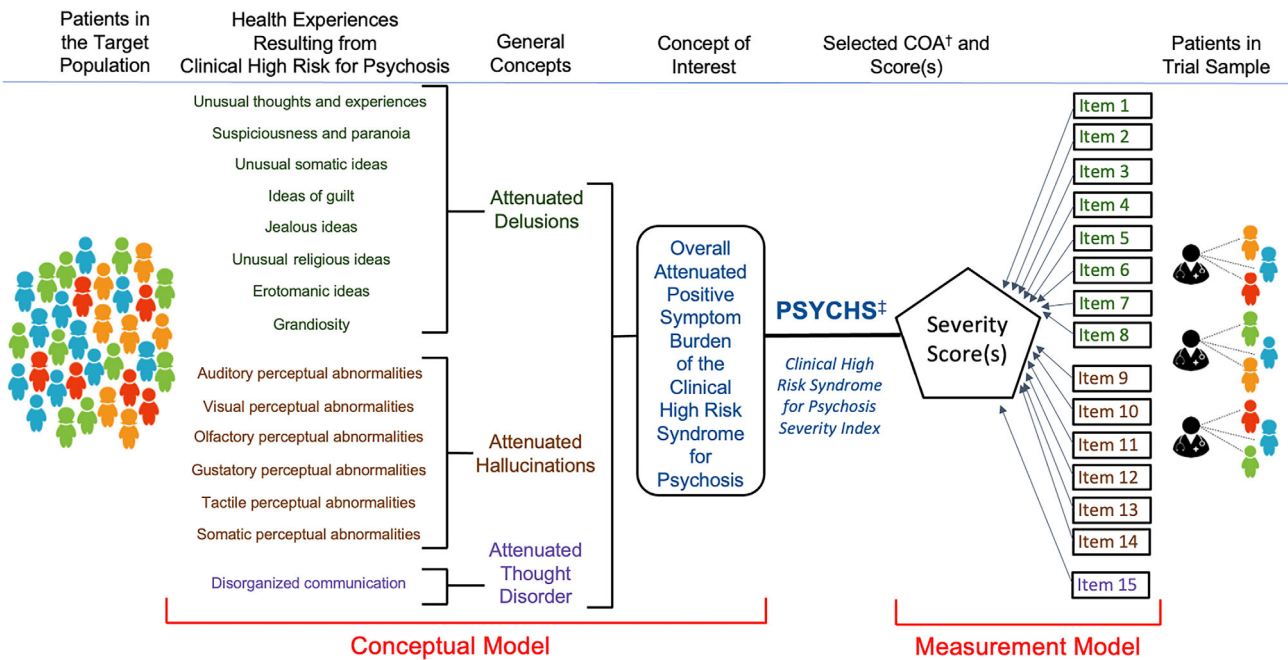 Patients in
the Target
Population
Health Experiences
Resulting from
Clinical High Risk for Psychosis
General
Concepts
Concept of
Interest
Selected COA† and
Score(s)
Patients in
Trial Sample
Unusual thoughts and experiences
Suspiciousness and paranoia
Unusual somatic ideas
Ideas of guilt
Jealous ideas
Unusual religious ideas
Erotomanic ideas
Grandiosity
Auditory perceptual abnormalities
Visual perceptual abnormalities
Olfactory perceptual abnormalities
Gustatory perceptual abnormalities
Tactile perceptual abnormalities
Somatic perceptual abnormalities
Disorganized communication
Attenuated
Delusions
Attenuated
Hallucinations
Attenuated
Thought
Disorder
Overall
Attenuated
Positive
Symptom
Burden
of the
Clinical
High Risk
Syndrome
for
Psychosis
PSYCHS‡
Clinical High
Risk Syndrome
for Psychosis
Severity Index
Severity
Score(s)
Item 1
Item 2
Item 3
Item 4
Item 5
Item 6
Item 7
Item 8
Item 9
Item 10
Item 11
Item 12
Item 13
Item 14
Item 15
Conceptual Model
Measurement Model